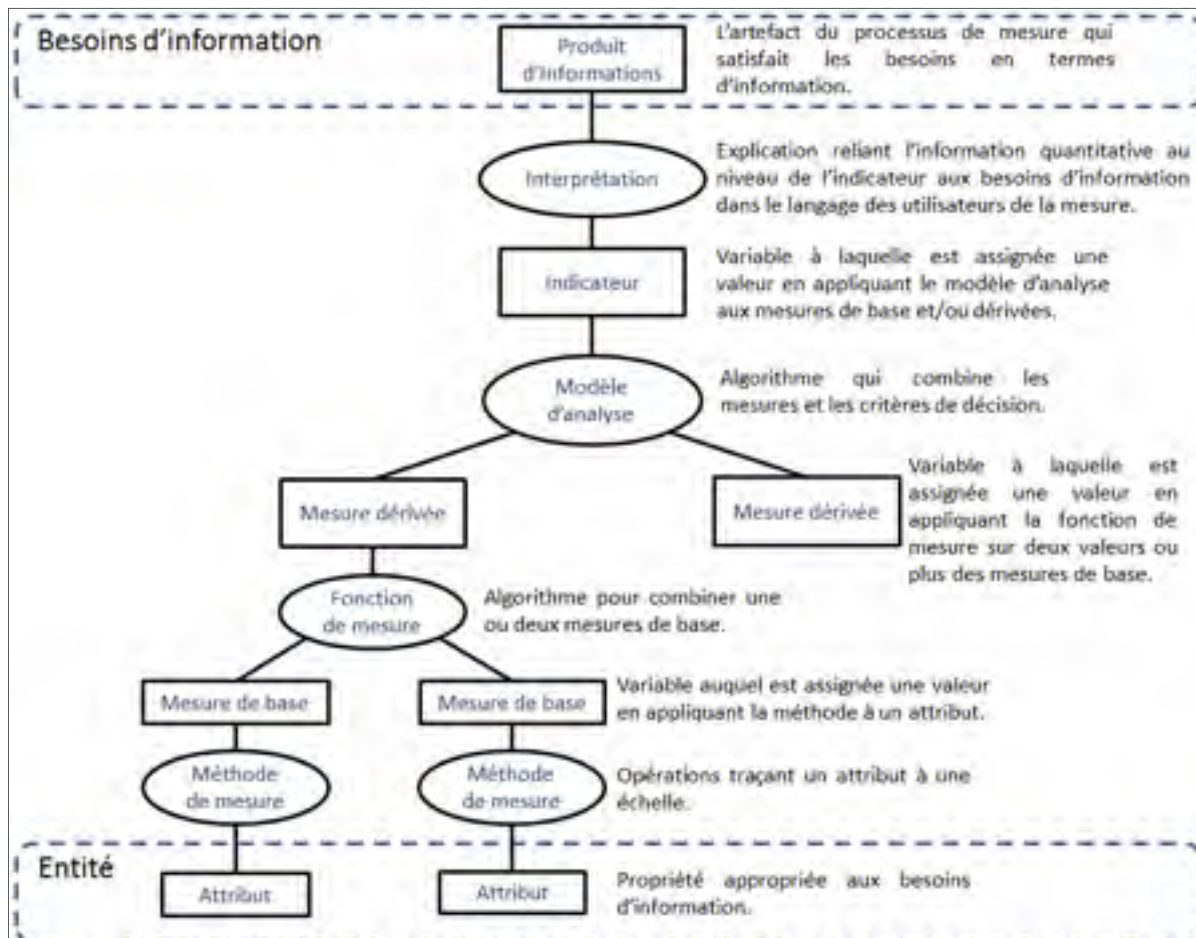 Besoins d'information
Produit
d'Informations
L'artefact du processus de mesure qui
satisfait les besoins en termes
d'information.
Interprétation
Explication reliant l'information quantitative au
niveau de l'indicateur aux besoins d'information
dans le langage des utilisateurs de la mesure.
Indicateur
Variable à laquelle est assignée une
valeur en appliquant le modèle d'analyse
aux mesures de base et/ou dérivées.
Modèle
d'analyse
Algorithme qui combine les
mesures et les critères de décision.
Mesure dérivée
Mesure dérivée
Variable à laquelle est
assignée une valeur en
appliquant la fonction de
mesure sur deux valeurs ou
plus des mesures de base.
Fonction
de mesure
Algorithme pour combiner une
ou deux mesures de base.
Mesure de base
Mesure de base
Variable auquel est assignée une valeur
en appliquant la méthode à un attribut.
Méthode
de mesure
Méthode
de mesure
Opérations traçant un attribut à une
échelle.
Entité
Attribut
Attribut
Propriété appropriée aux besoins
d'information.